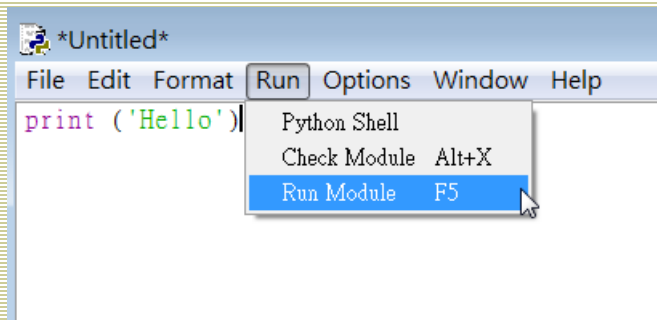 *Untitled*
File Edit Format Run Options Window Help
print ('Hello')
Python Shell
Check Module Alt+X
Run Module F5